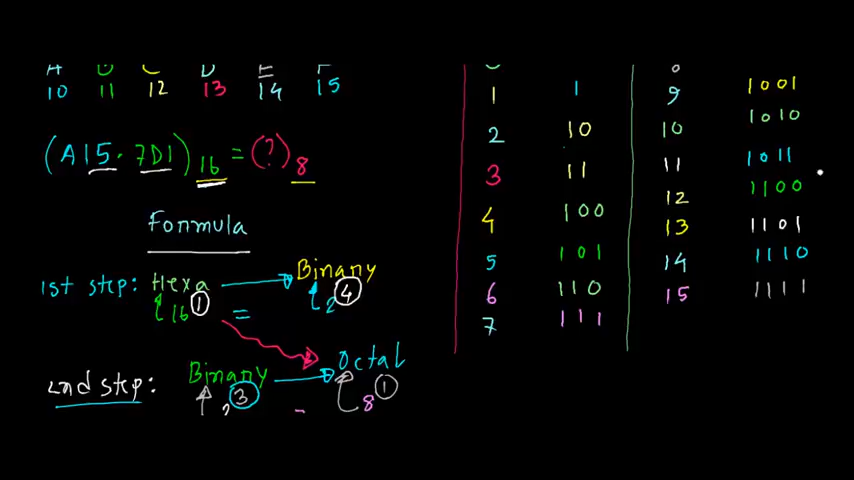 A B C D E F
10 11 12 13 14 15
(A15.7D1)16 = (?)8
Formula
1st step: Hexa → Binary
16 ① = 2 ④
2nd step: Binary → Octal
2 ③ = 8 ①
1 1 9 1001
2 10 10 1010
3 11 11 1011
4 100 12 1100
5 101 13 1101
6 110 14 1110
7 111 15 1111